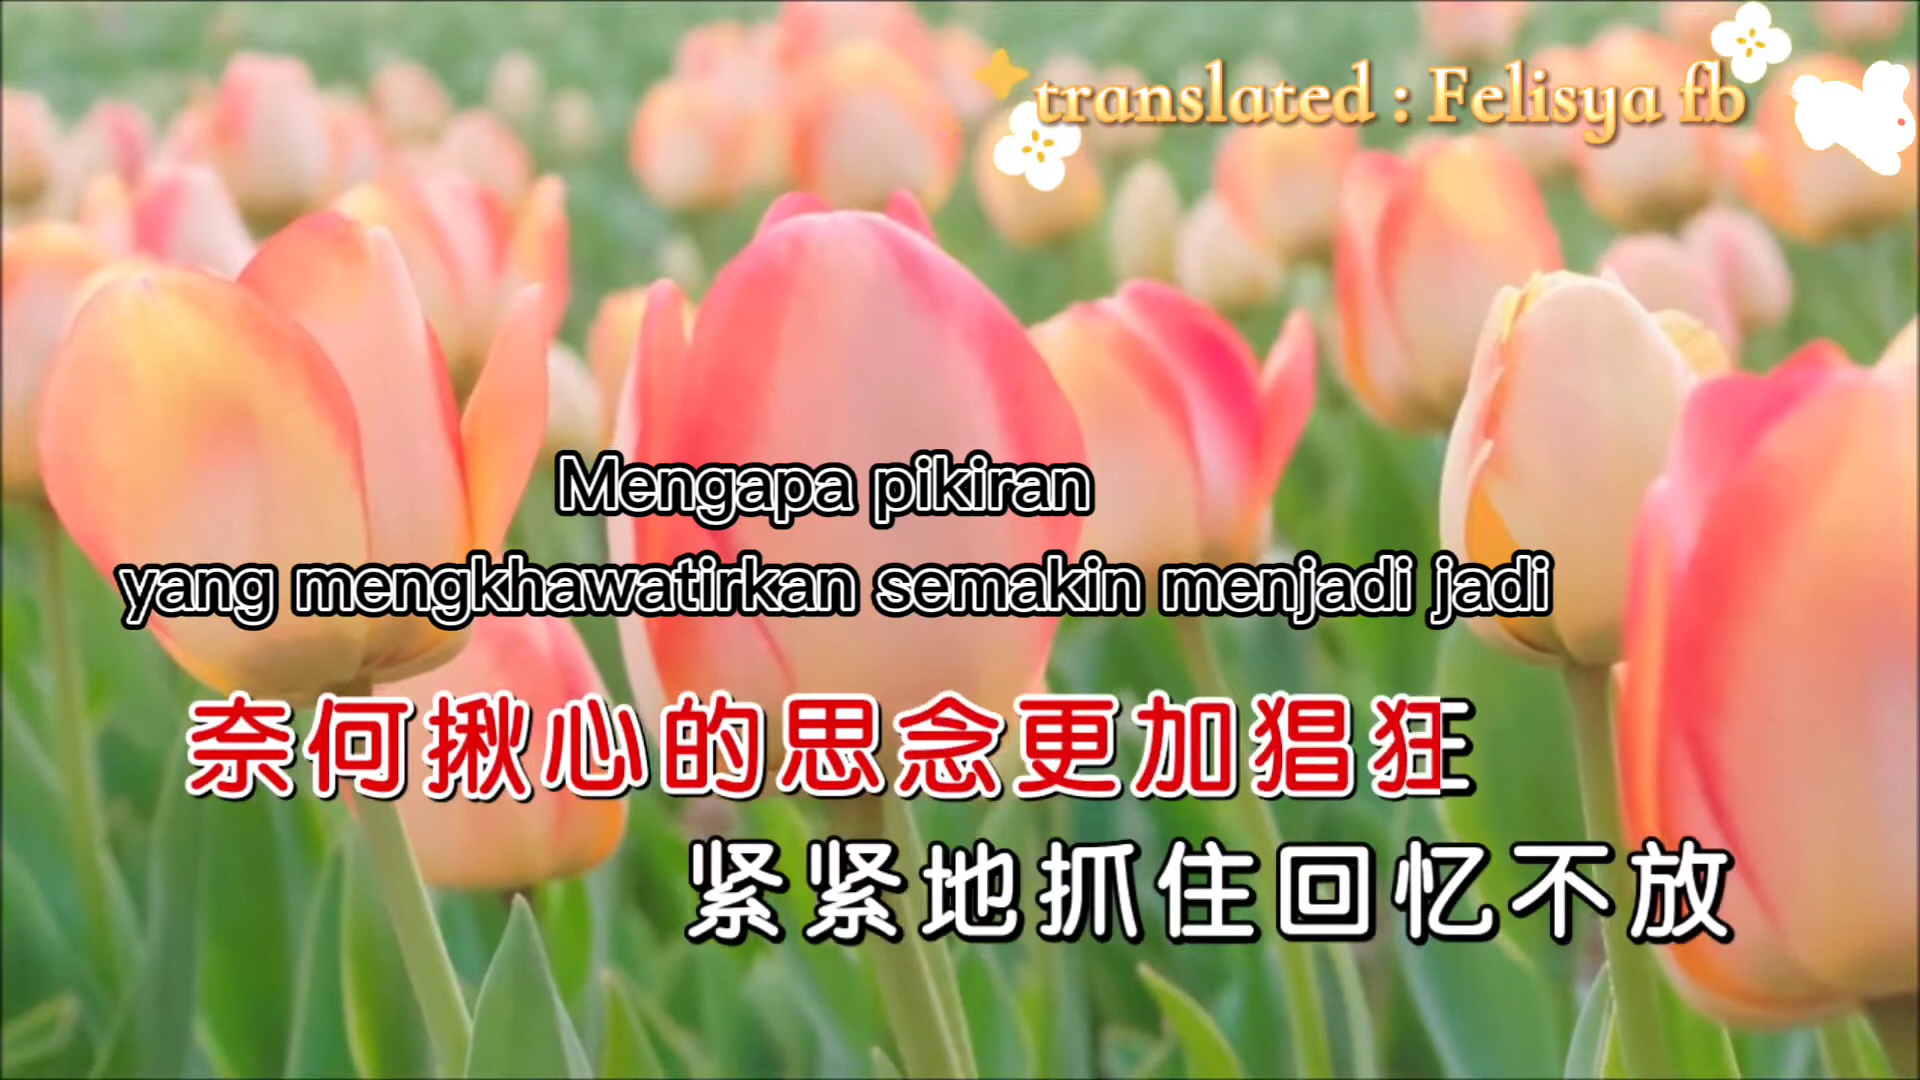 translated : Felisya fb
Mengapa pikiran
yang mengkhawatirkan semakin menjadi jadi
奈何揪心的思念更加猖狂
紧紧地抓住回忆不放